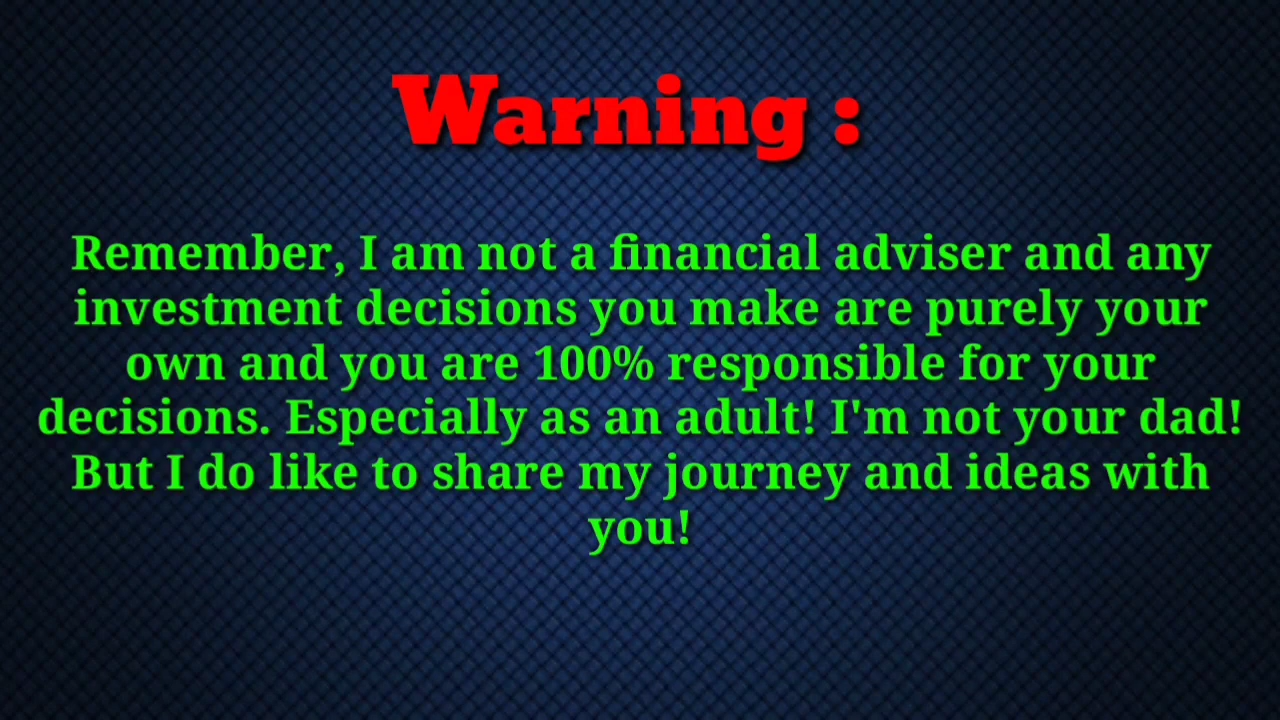 Warning :
Remember, I am not a financial adviser and any
investment decisions you make are purely your
own and you are 100% responsible for your
decisions. Especially as an adult! I'm not your dad!
But I do like to share my journey and ideas with
you!